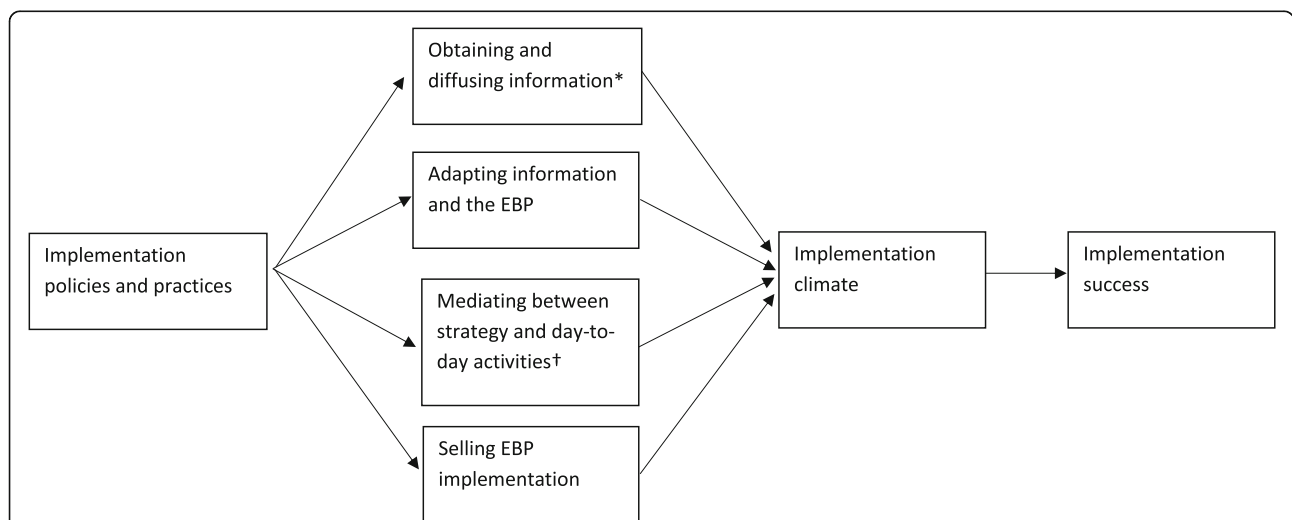 Obtaining and
diffusing information*
Adapting information
and the EBP
Implementation
policies and practices
Mediating between
strategy and day-to-
day activities†
Selling EBP
implementation
Implementation
climate
Implementation
success